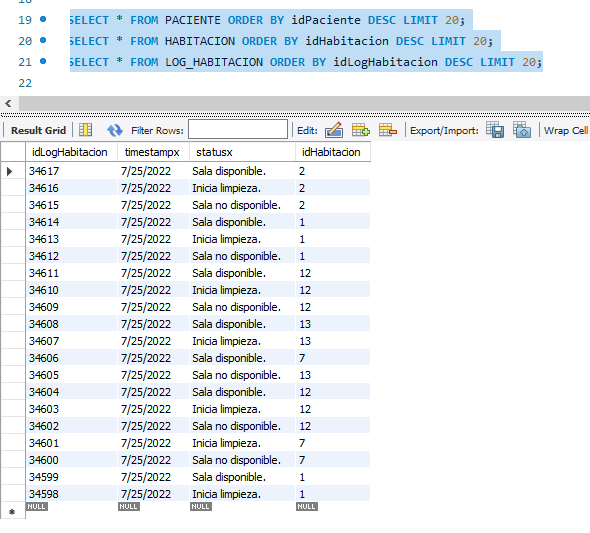 18
19 SELECT * FROM PACIENTE ORDER BY idPaciente DESC LIMIT 20;
20 SELECT * FROM HABITACION ORDER BY idHabitacion DESC LIMIT 20;
21 SELECT * FROM LOG_HABITACION ORDER BY idLogHabitacion DESC LIMIT 20;
22
Result Grid Filter Rows: Edit: Export/Import: Wrap Cell
idLogHabitacion timestampx statusx idHabitacion
34617 7/25/2022 Sala disponible. 2
34616 7/25/2022 Inicia limpieza. 2
34615 7/25/2022 Sala no disponible. 2
34614 7/25/2022 Sala disponible. 1
34613 7/25/2022 Inicia limpieza. 1
34612 7/25/2022 Sala no disponible. 1
34611 7/25/2022 Sala disponible. 12
34610 7/25/2022 Inicia limpieza. 12
34609 7/25/2022 Sala no disponible. 12
34608 7/25/2022 Sala disponible. 13
34607 7/25/2022 Inicia limpieza. 13
34606 7/25/2022 Sala disponible. 7
34605 7/25/2022 Sala no disponible. 13
34604 7/25/2022 Sala disponible. 12
34603 7/25/2022 Inicia limpieza. 12
34602 7/25/2022 Sala no disponible. 12
34601 7/25/2022 Inicia limpieza. 7
34600 7/25/2022 Sala no disponible. 7
34599 7/25/2022 Sala disponible. 1
34598 7/25/2022 Inicia limpieza. 1
NULL NULL NULL NULL